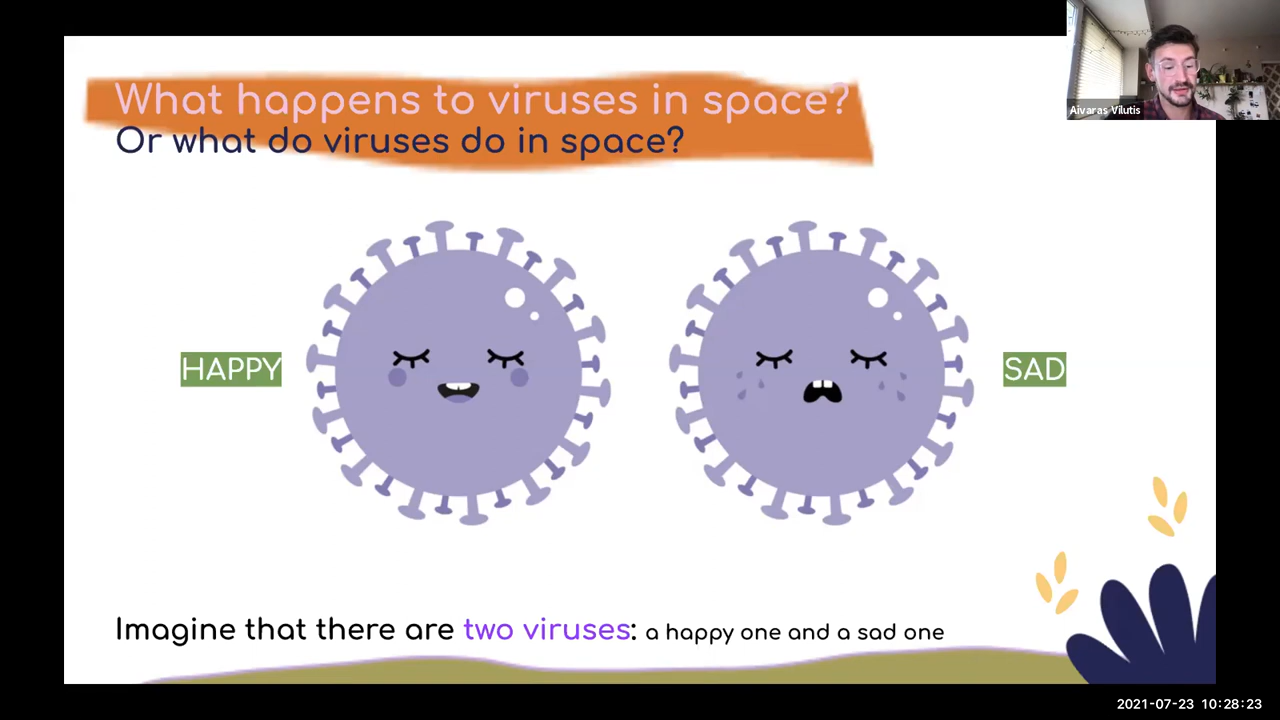 What happens to viruses in space?
Or what do viruses do in space?
Aivaras Vilutis
HAPPY
SAD
Imagine that there are two viruses: a happy one and a sad one
2021-07-23 10:28:23